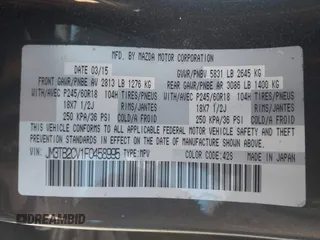 MFD. BY MAZDA MOTOR CORPORATION
DATE 03/15 GVWR/PNBV 5831 LB 2645 KG
FRONT GAWR/PNBE AV 2813 LB 1276 KG REAR GAWR/PNBE AR 3086 LB 1400 KG
WITH/AVEC P245/60R18 104H TIRES/PNEUS WITH/AVEC P245/60R18 104H TIRES/PNEUS
18X7 1/2J RIMS/JANTES 18X7 1/2J RIMS/JANTES
250 KPA/36 PSI COLD/A FROID 250 KPA/36 PSI COLD/A FROID
THIS VEHICLE CONFORMS TO ALL APPLICABLE FEDERAL MOTOR
VEHICLE SAFETY AND THEFT PREVENTION STANDARDS IN
EFFECT ON THE DATE OF MANUFACTURE SHOWN ABOVE.
JM3TB2CV1F0458995 TYPE:MPV COLOR CODE:42S MADE IN JAPAN
DREAMBID